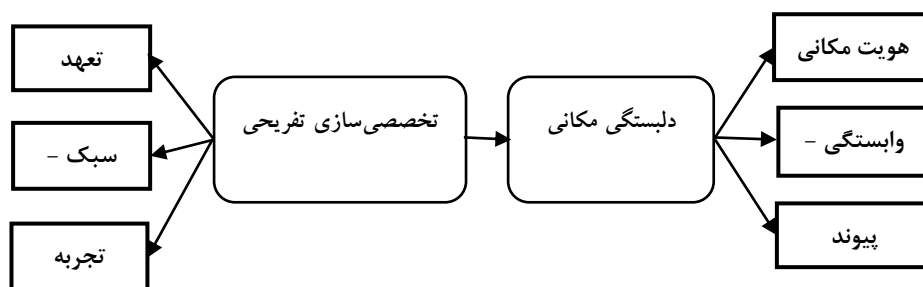 هویت مکانی
تعهد
دلبستگی مکانی
تخصصی‌سازی تفریحی
وابستگی -
سبک -
پیوند
تجربه